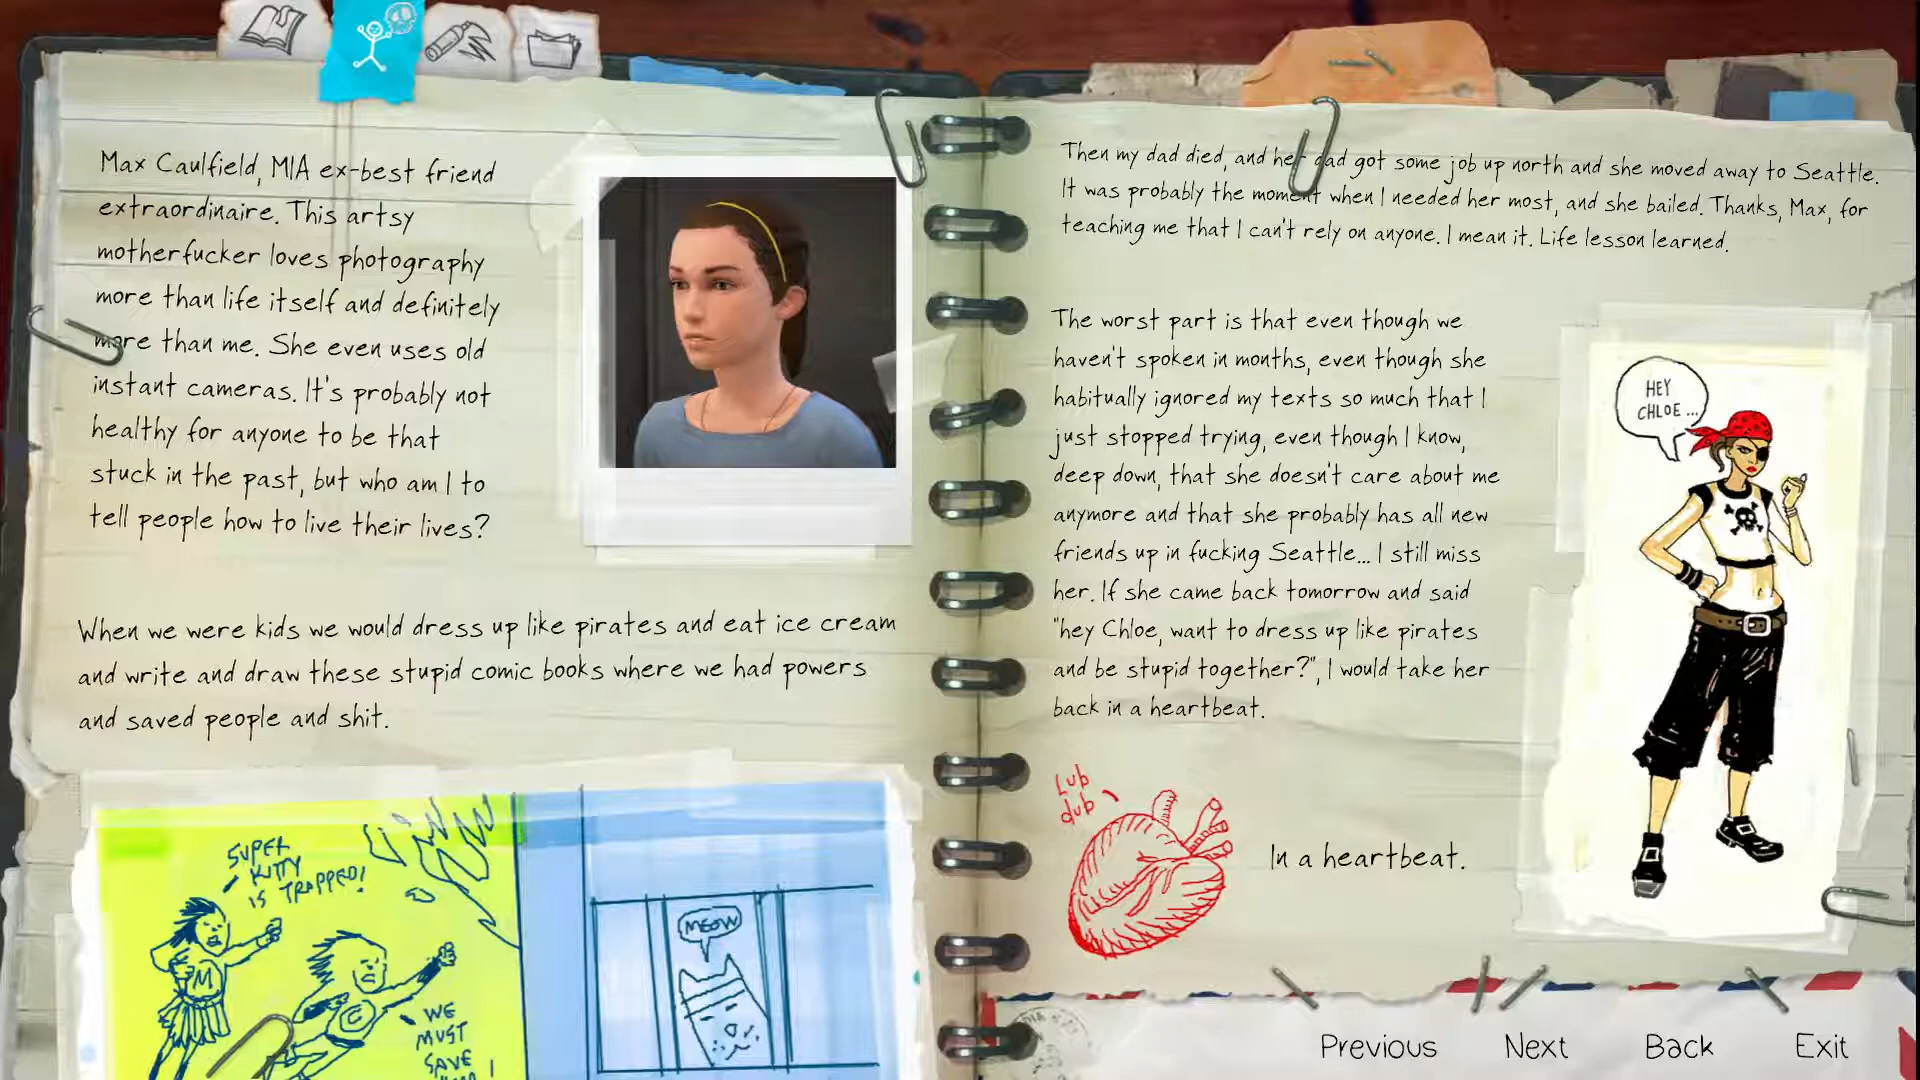 Max Caulfield, MIA ex-best friend
extraordinaire. This artsy
motherfucker loves photography
more than life itself and definitely
more than me. She even uses old
instant cameras. It's probably not
healthy for anyone to be that
stuck in the past, but who am I to
tell people how to live their lives?
When we were kids we would dress up like pirates and eat ice cream
and write and draw these stupid comic books where we had powers
and saved people and shit.
SUPER
KITTY
IS TRAPPED!
M
C
WE
MUST
SAVE
MEOW
Then my dad died, and her dad got some job up north and she moved away to Seattle.
It was probably the moment when I needed her most, and she bailed. Thanks, Max, for
teaching me that I can't rely on anyone. I mean it. Life lesson learned.
The worst part is that even though we
haven't spoken in months, even though she
habitually ignored my texts so much that I
just stopped trying, even though I know,
deep down, that she doesn't care about me
anymore and that she probably has all new
friends up in fucking Seattle... I still miss
her. If she came back tomorrow and said
"hey Chloe, want to dress up like pirates
and be stupid together?", I would take her
back in a heartbeat.
HEY
CHLOE...
Lub
dub
In a heartbeat.
Previous Next Back Exit